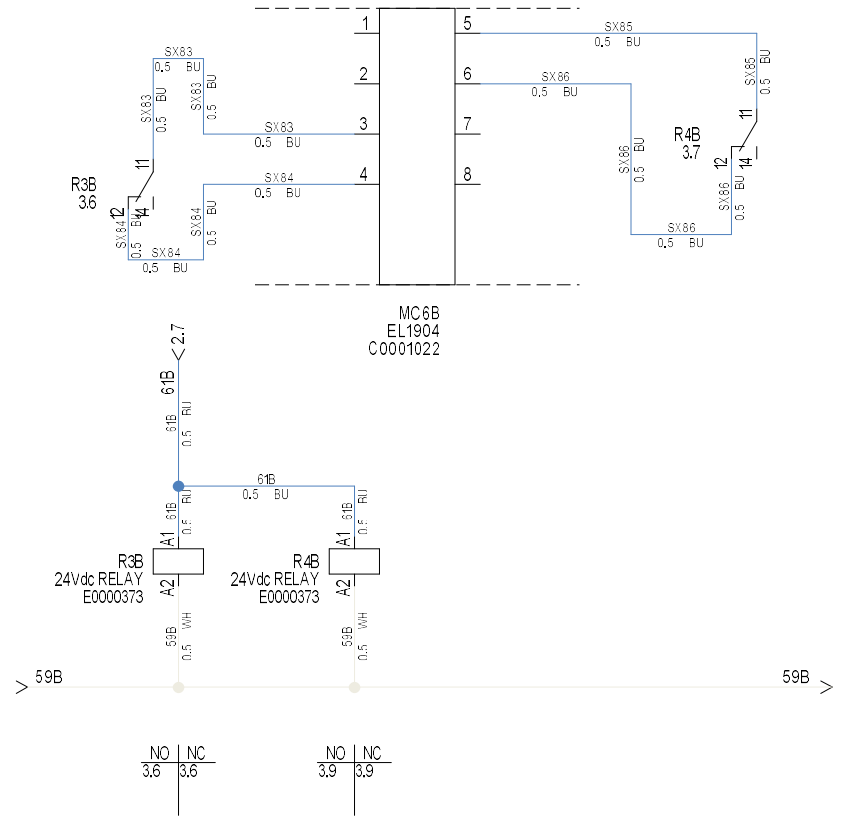 1
5
SX83
0.5 BU
SX85
0.5 BU
2
6
SX86
0.5 BU
SX83
0.5 BU
SX83
0.5 BU
SX85
0.5 BU
3
7
SX83
0.5 BU
11
R4B
3.7
11
12
14
SX86
0.5 BU
SX86
0.5 BU
4
8
SX84
0.5 BU
R3B
3.6
11
12
14
SX84
0.5 BU
SX84
0.5 BU
SX84
0.5 BU
SX86
0.5 BU
MC6B
EL1904
C0001022
2.7
61B
61B
0.5 BU
61B
0.5 BU
61B
0.5 BU
61B
0.5 BU
A1
A1
R3B
24Vdc RELAY
E0000373
R4B
24Vdc RELAY
E0000373
A2
A2
59B
0.5 WH
59B
0.5 WH
59B
59B
NO NC
3.6 3.6
NO NC
3.9 3.9